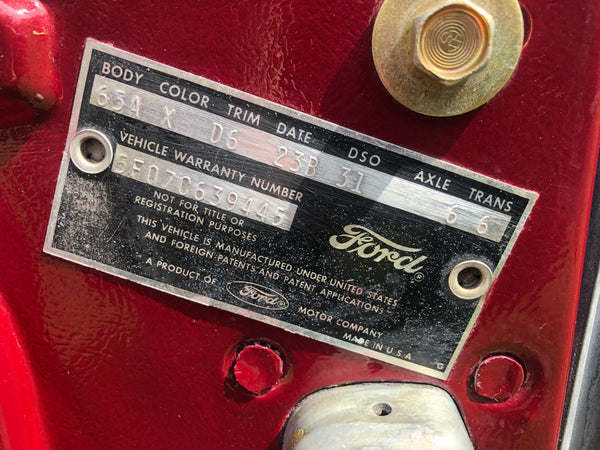 BODY COLOR TRIM DATE DSO AXLE TRANS
63A X D6 23B 31 6 6
VEHICLE WARRANTY NUMBER
5F07C639445
NOT FOR TITLE OR
REGISTRATION PURPOSES
Ford®
THIS VEHICLE IS MANUFACTURED UNDER UNITED STATES
AND FOREIGN PATENTS AND PATENT APPLICATIONS
A PRODUCT OF Ford® MOTOR COMPANY
MADE IN U.S.A
G